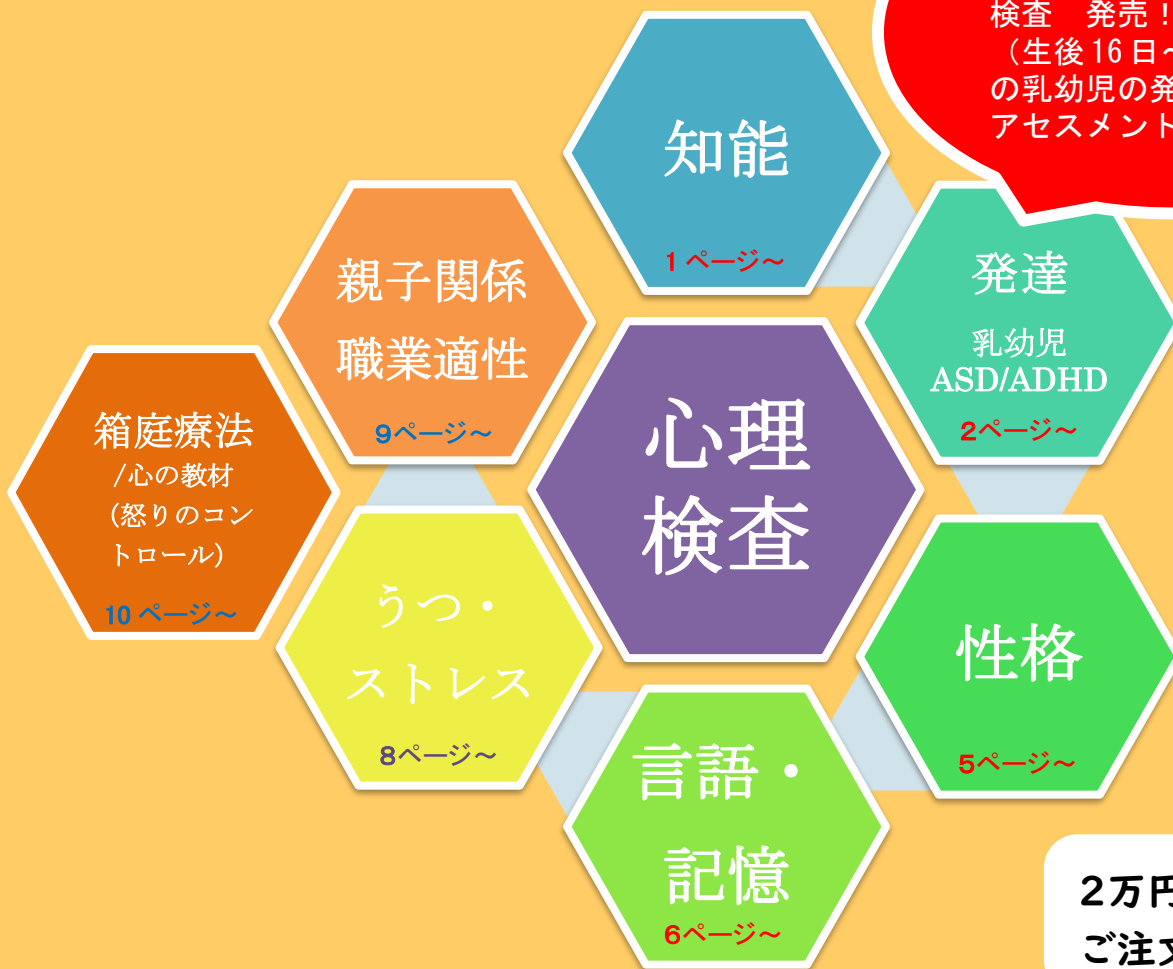 検査 発売!
(生後16日~
の乳幼児の発
アセスメント
知能
1ページ~
発達
乳幼児
ASD/ADHD
2ページ~
親子関係
職業適性
9ページ~
心理
検査
箱庭療法
/心の教材
(怒りのコン
トロール)
10ページ~
うつ・
ストレス
8ページ~
性格
5ページ~
言語・
記憶
6ページ~
2万円
ご注文